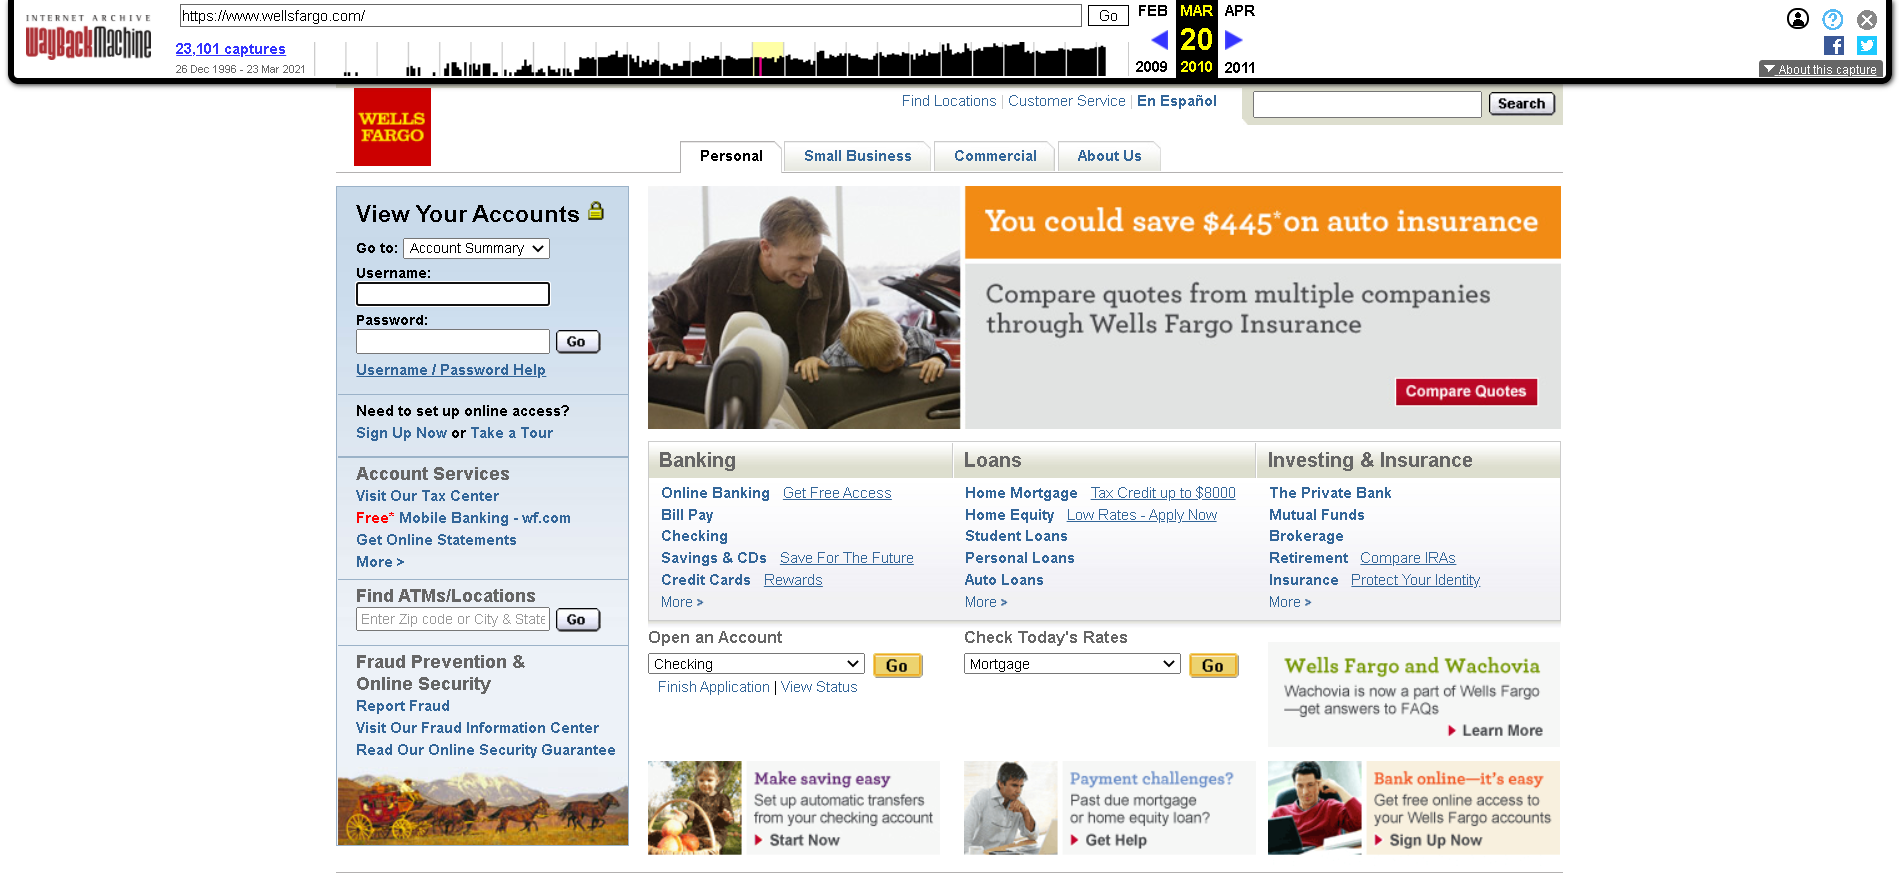 INTERNET ARCHIVE
WayBackMachine
https://www.wellsfargo.com/
Go
FEB
MAR
APR
23,101 captures
20
26 Dec 1996 - 23 Mar 2021
2009
2010
2011
About this capture
WELLS
FARGO
Find Locations | Customer Service | En Español
Search
Personal
Small Business
Commercial
About Us
View Your Accounts
Go to: Account Summary
Username:
Password:
Go
Username / Password Help
Need to set up online access?
Sign Up Now or Take a Tour
Account Services
Visit Our Tax Center
Free* Mobile Banking - wf.com
Get Online Statements
More >
Find ATMs/Locations
Enter Zip code or City & State
Go
Fraud Prevention &
Online Security
Report Fraud
Visit Our Fraud Information Center
Read Our Online Security Guarantee
You could save $445* on auto insurance
Compare quotes from multiple companies
through Wells Fargo Insurance
Compare Quotes
Banking
Online Banking Get Free Access
Bill Pay
Checking
Savings & CDs Save For The Future
Credit Cards Rewards
More >
Loans
Home Mortgage Tax Credit up to $8000
Home Equity Low Rates - Apply Now
Student Loans
Personal Loans
Auto Loans
More >
Investing & Insurance
The Private Bank
Mutual Funds
Brokerage
Retirement Compare IRAs
Insurance Protect Your Identity
More >
Open an Account
Checking
Go
Finish Application | View Status
Check Today's Rates
Mortgage
Go
Wells Fargo and Wachovia
Wachovia is now a part of Wells Fargo
—get answers to FAQs
Learn More
Make saving easy
Set up automatic transfers
from your checking account
Start Now
Payment challenges?
Past due mortgage
or home equity loan?
Get Help
Bank online—it's easy
Get free online access to
your Wells Fargo accounts
Sign Up Now